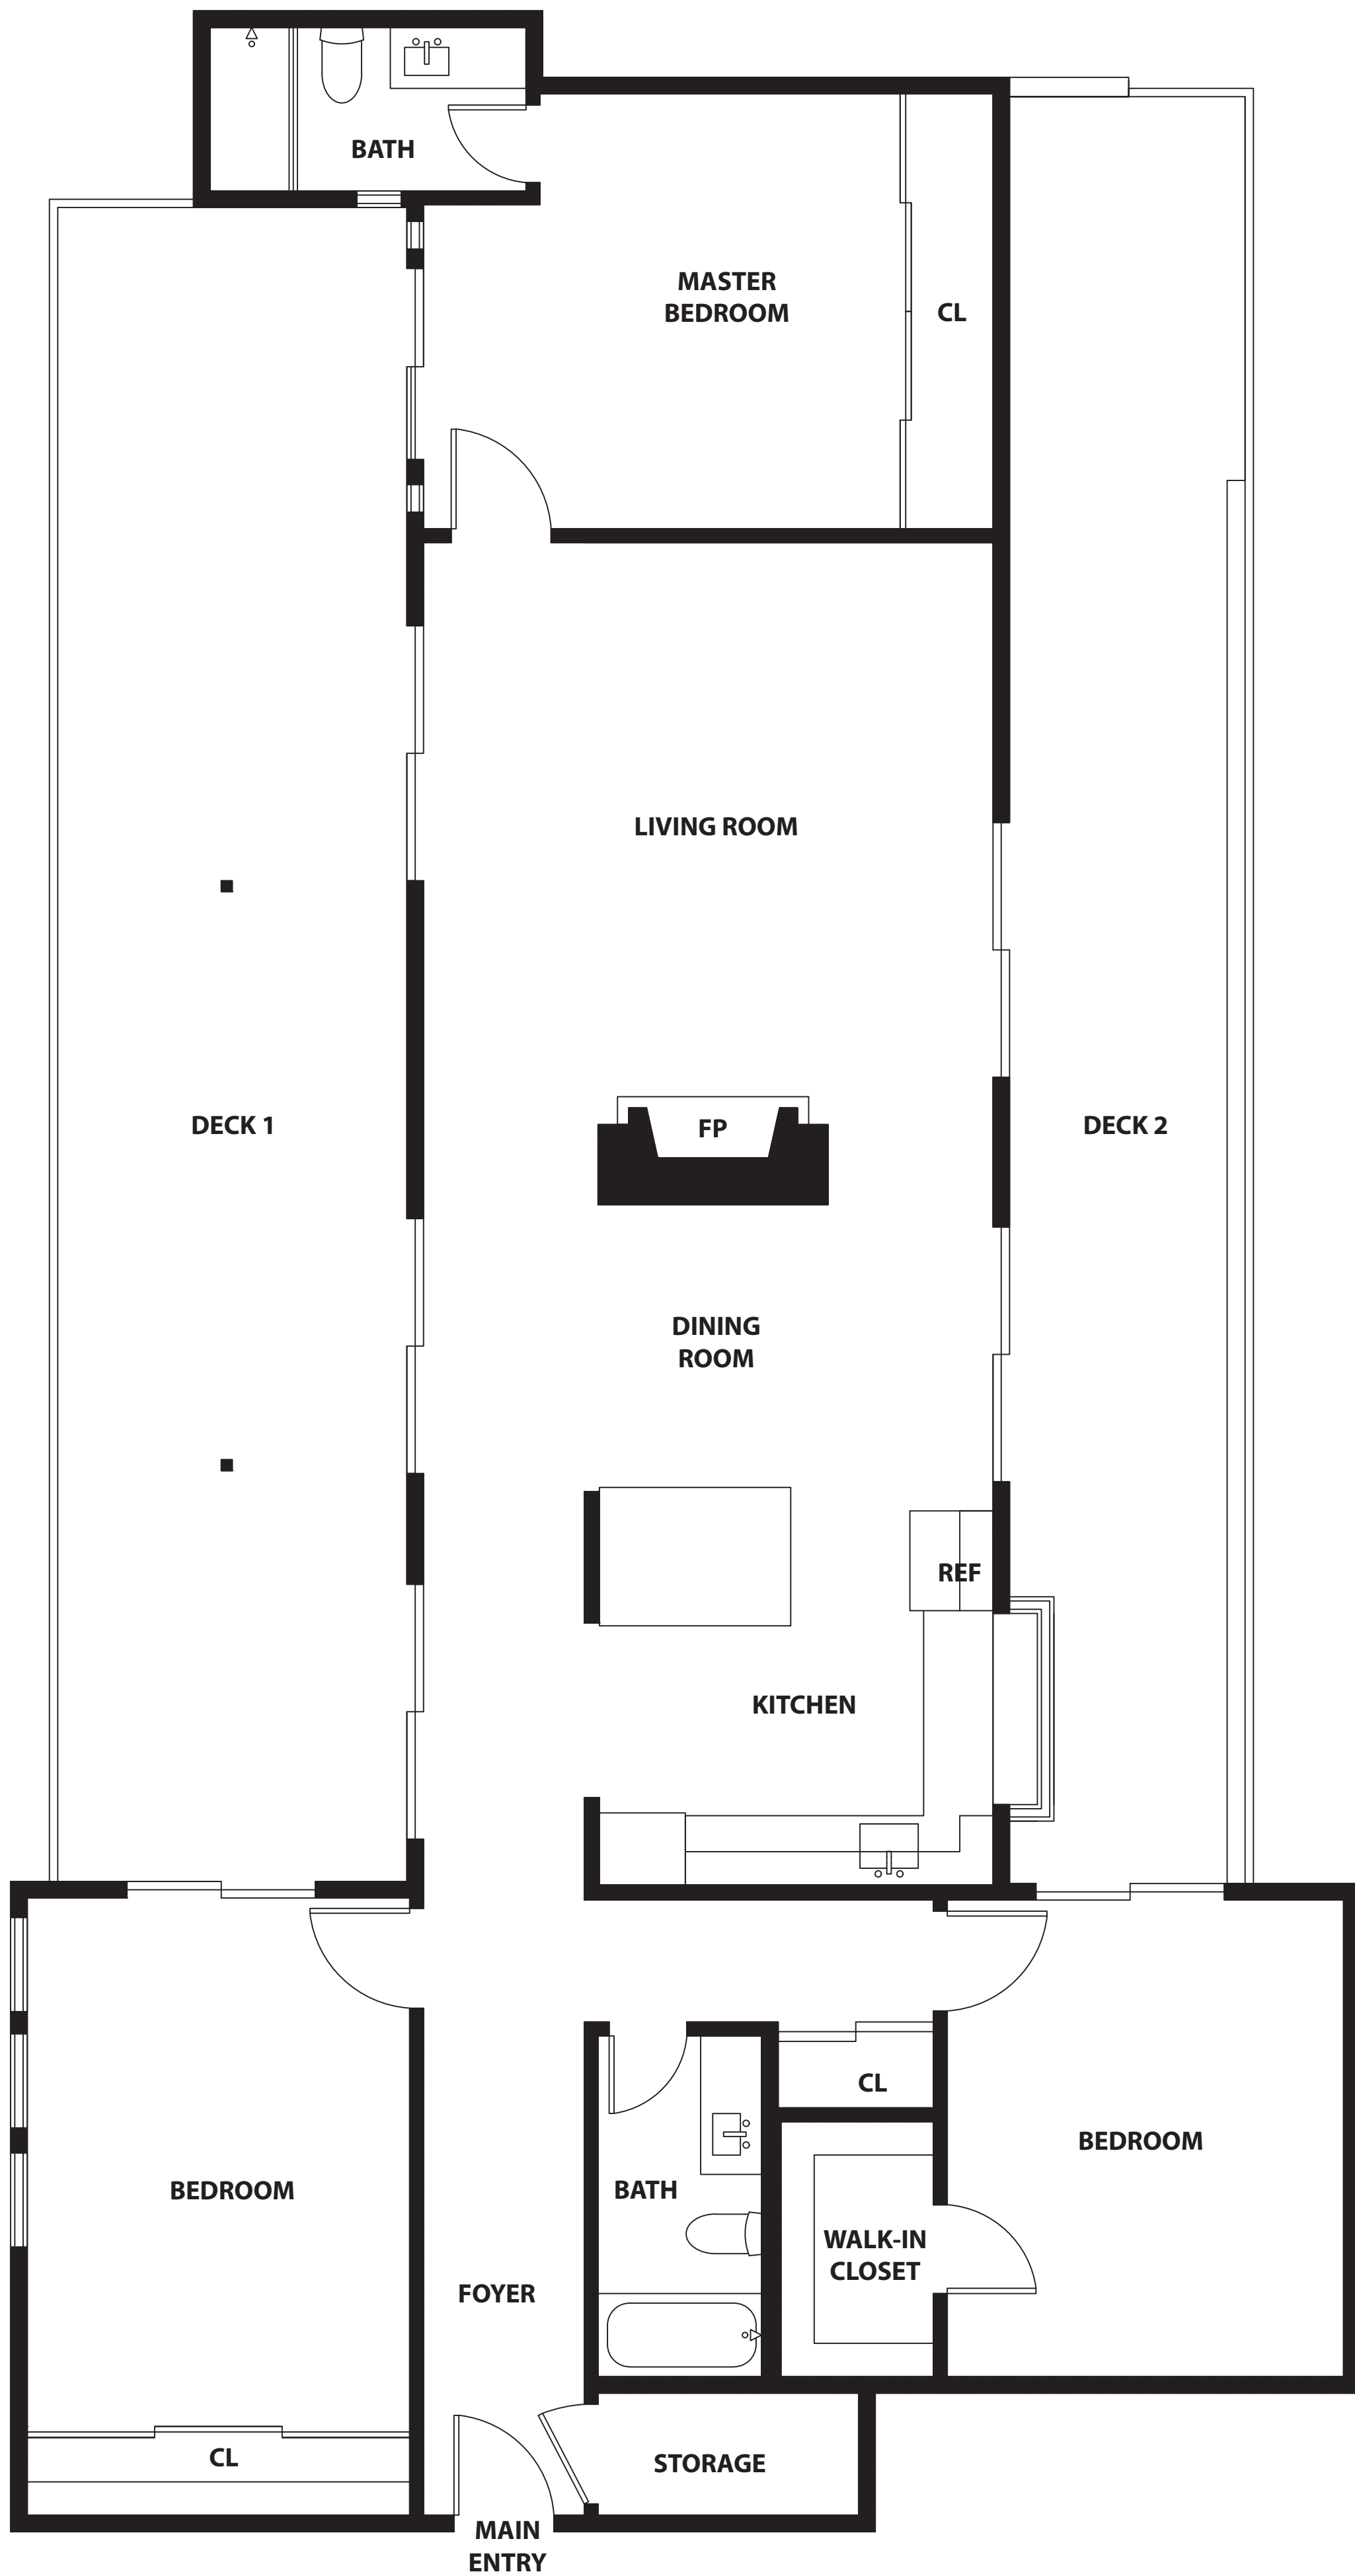 BATH
MASTER
BEDROOM
CL
LIVING ROOM
DECK 1
FP
DECK 2
DINING
ROOM
REF
KITCHEN
CL
BEDROOM
BEDROOM
BATH
WALK-IN
CLOSET
FOYER
CL
STORAGE
MAIN
ENTRY